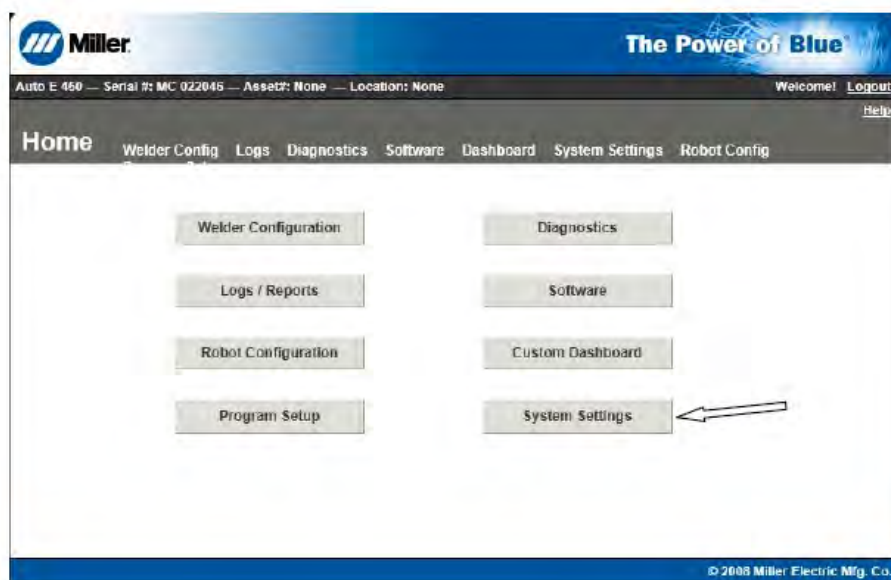 Miller
The Power of Blue
Auto E 460 — Serial #: MC 022046 — Asset#: None — Location: None
Welcome! Logout
Help
Home
Welder Config Logs Diagnostics Software Dashboard System Settings Robot Config
Welder Configuration
Diagnostics
Logs / Reports
Software
Robot Configuration
Custom Dashboard
Program Setup
System Settings
© 2008 Miller Electric Mfg. Co.